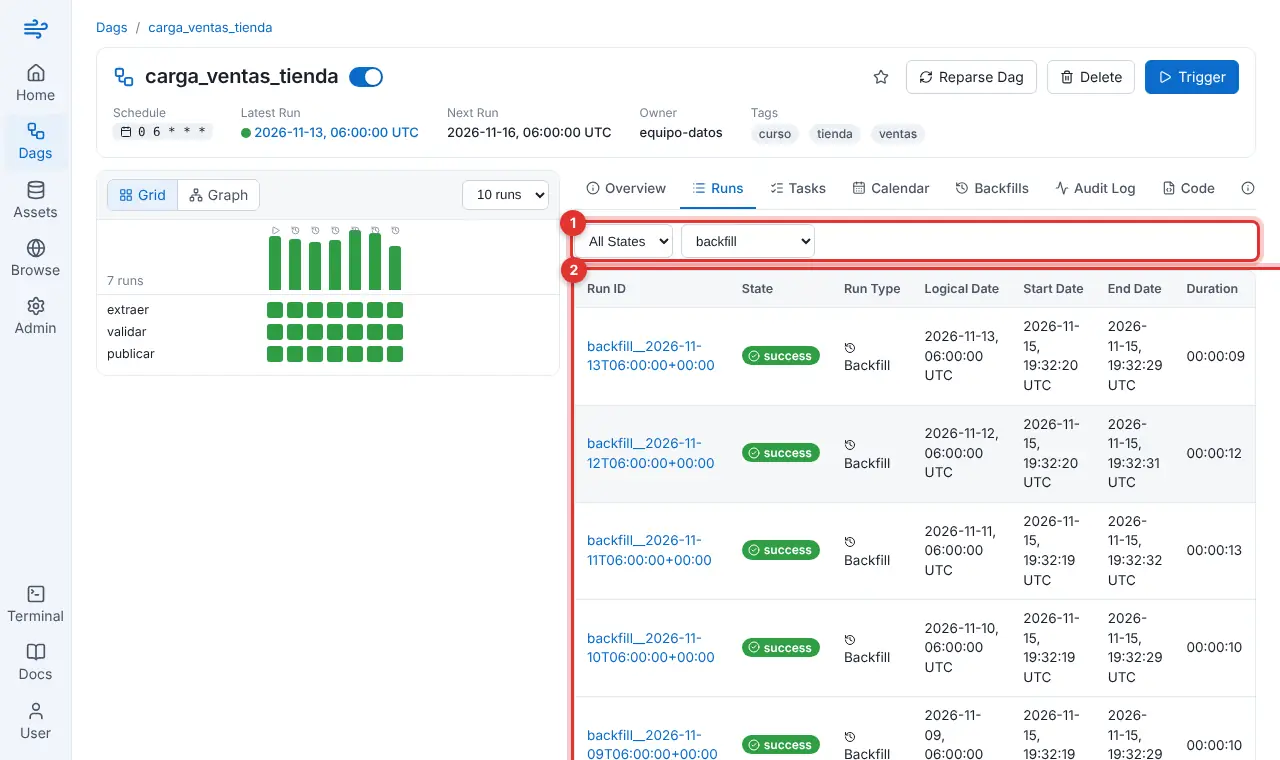 Dags / carga_ventas_tienda
Home
Dags
Assets
Browse
Admin
Terminal
Docs
User
carga_ventas_tienda
Reparse Dag
Delete
Trigger
Schedule
0 6 * * *
Latest Run
2026-11-13, 06:00:00 UTC
Next Run
2026-11-16, 06:00:00 UTC
Owner
equipo-datos
Tags
curso tienda ventas
Grid Graph
10 runs
7 runs
extraer
validar
publicar
Overview Runs Tasks Calendar Backfills Audit Log Code
1
All States backfill
2
Run ID State Run Type Logical Date Start Date End Date Duration
backfill__2026-11-
13T06:00:00+00:00
success
Backfill
2026-11-13,
06:00:00
UTC
2026-11-
15,
19:32:20
UTC
2026-
11-15,
19:32:29
UTC
00:00:09
backfill__2026-11-
12T06:00:00+00:00
success
Backfill
2026-11-12,
06:00:00
UTC
2026-11-
15,
19:32:20
UTC
2026-
11-15,
19:32:31
UTC
00:00:12
backfill__2026-11-
11T06:00:00+00:00
success
Backfill
2026-11-11,
06:00:00
UTC
2026-11-
15,
19:32:19
UTC
2026-
11-15,
19:32:32
UTC
00:00:13
backfill__2026-11-
10T06:00:00+00:00
success
Backfill
2026-11-10,
06:00:00
UTC
2026-11-
15,
19:32:19
UTC
2026-
11-15,
19:32:29
UTC
00:00:10
backfill__2026-11-
09T06:00:00+00:00
success
Backfill
2026-11-
09,
06:00:00
2026-11-
15,
19:32:19
2026-
11-15,
19:32:29
00:00:10